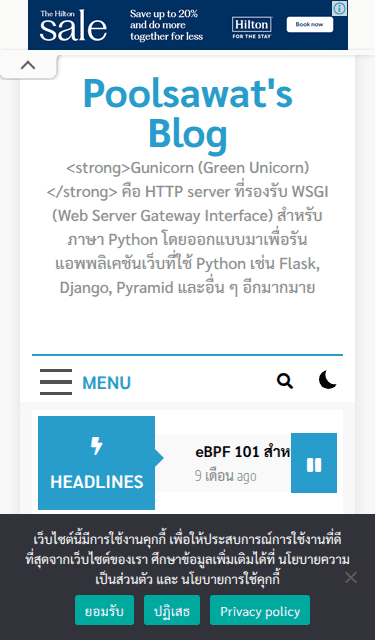 The Hilton
sale
Save up to 20%
and do more
together for less
Hilton
FOR THE STAY
Book now
Poolsawat's
Blog
<strong>Gunicorn (Green Unicorn)
</strong> คือ HTTP server ที่รองรับ WSGI
(Web Server Gateway Interface) สำหรับ
ภาษา Python โดยออกแบบมาเพื่อรัน
แอพพลิเคชันเว็บที่ใช้ Python เช่น Flask,
Django, Pyramid และอื่น ๆ อีกมากมาย
MENU
HEADLINES
eBPF 101 สำห
9 เดือน ago
เว็บไซต์นี้มีการใช้งานคุกกี้ เพื่อให้ประสบการณ์การใช้งานที่ดี
ที่สุดจากเว็บไซต์ของเรา ศึกษาข้อมูลเพิ่มเติมได้ที่ นโยบายความ
เป็นส่วนตัว และ นโยบายการใช้คุกกี้
ยอมรับ
ปฏิเสธ
Privacy policy